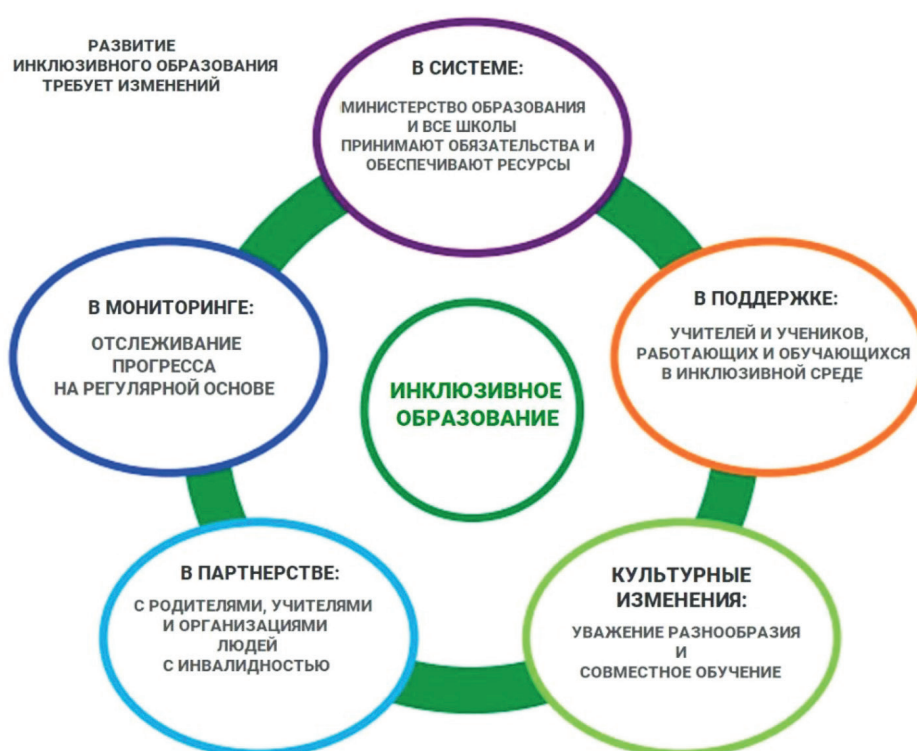 РАЗВИТИЕ
ИНКЛЮЗИВНОГО ОБРАЗОВАНИЯ
ТРЕБУЕТ ИЗМЕНЕНИЙ
В СИСТЕМЕ:
МИНИСТЕРСТВО ОБРАЗОВАНИЯ
И ВСЕ ШКОЛЫ
ПРИНИМАЮТ ОБЯЗАТЕЛЬСТВА И
ОБЕСПЕЧИВАЮТ РЕСУРСЫ
В ПОДДЕРЖКЕ:
УЧИТЕЛЕЙ И УЧЕНИКОВ,
РАБОТАЮЩИХ И ОБУЧАЮЩИХСЯ
В ИНКЛЮЗИВНОЙ СРЕДЕ
КУЛЬТУРНЫЕ
ИЗМЕНЕНИЯ:
УВАЖЕНИЕ РАЗНООБРАЗИЯ
И
СОВМЕСТНОЕ ОБУЧЕНИЕ
В ПАРТНЕРСТВЕ:
С РОДИТЕЛЯМИ, УЧИТЕЛЯМИ
И ОРГАНИЗАЦИЯМИ
ЛЮДЕЙ
С ИНВАЛИДНОСТЬЮ
В МОНИТОРИНГЕ:
ОТСЛЕЖИВАНИЕ
ПРОГРЕССА
НА РЕГУЛЯРНОЙ ОСНОВЕ
ИНКЛЮЗИВНОЕ
ОБРАЗОВАНИЕ